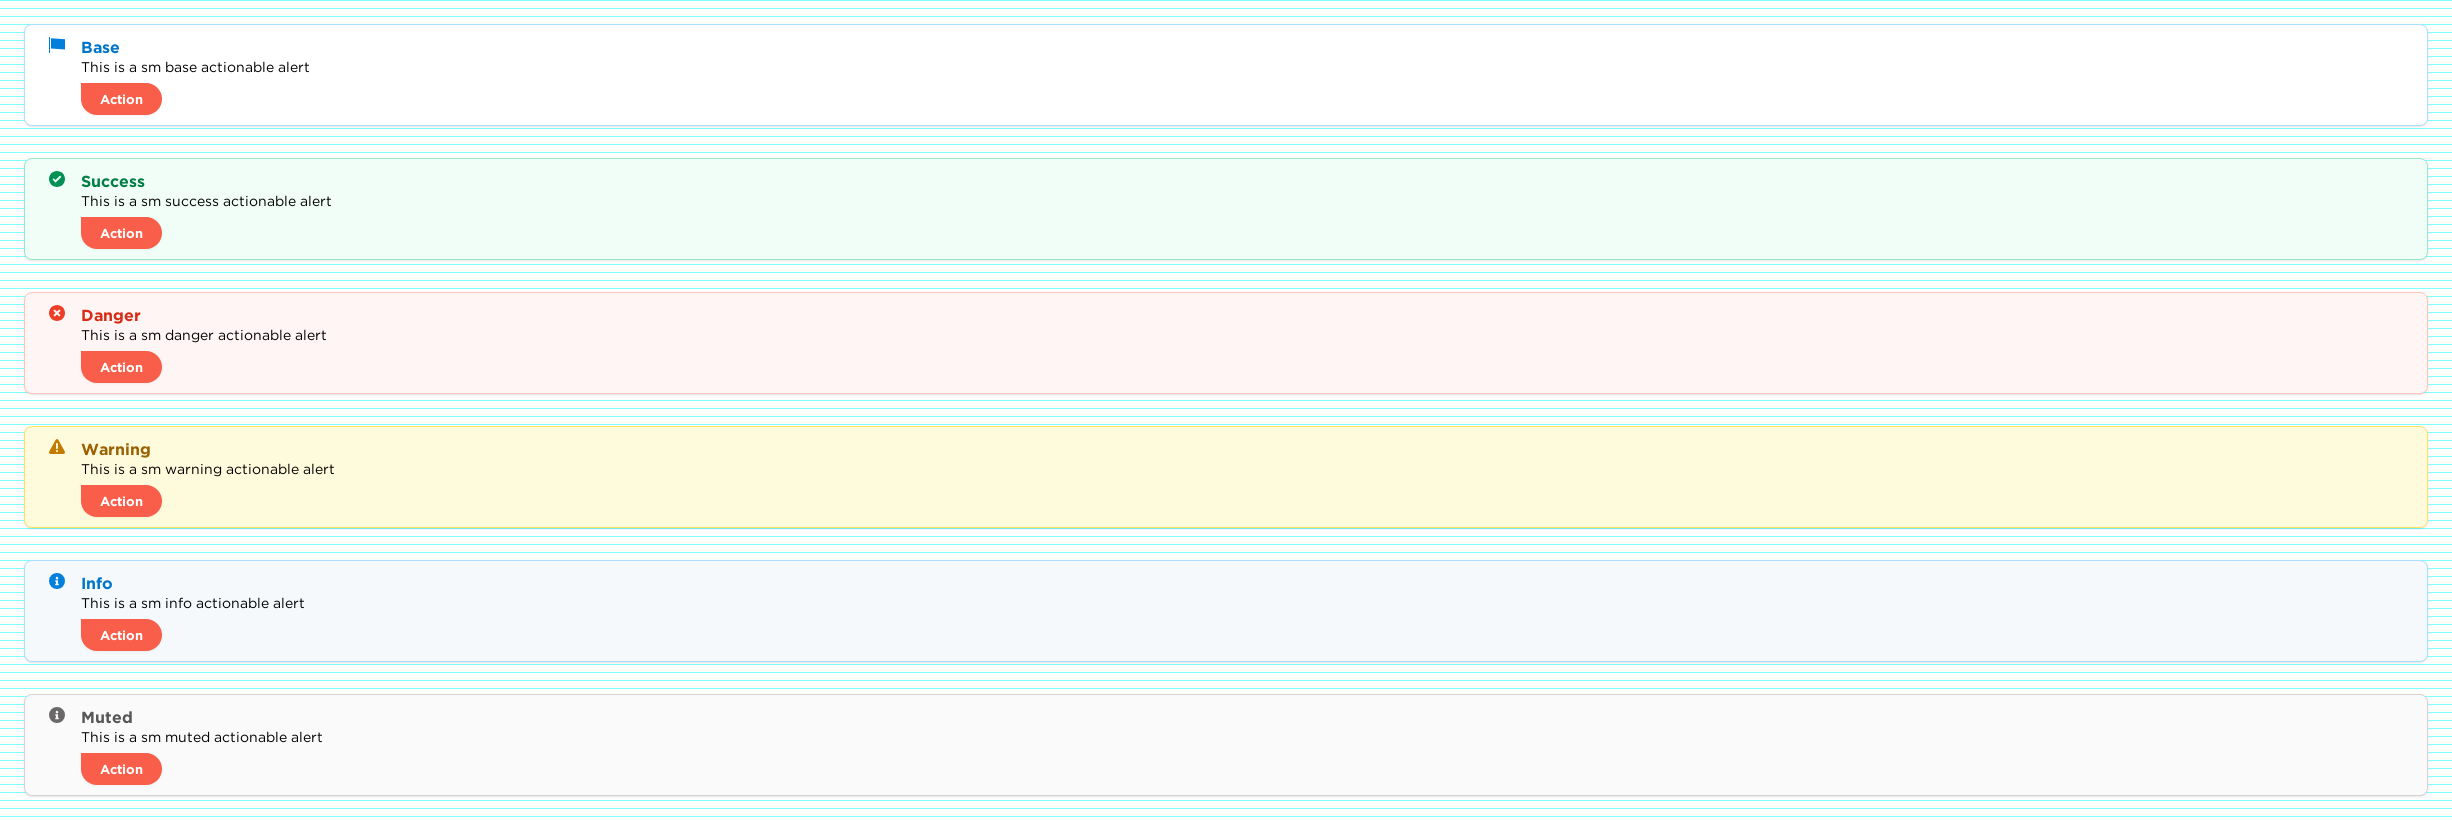 Base
This is a sm base actionable alert
Action
Success
This is a sm success actionable alert
Action
Danger
This is a sm danger actionable alert
Action
Warning
This is a sm warning actionable alert
Action
Info
This is a sm info actionable alert
Action
Muted
This is a sm muted actionable alert
Action